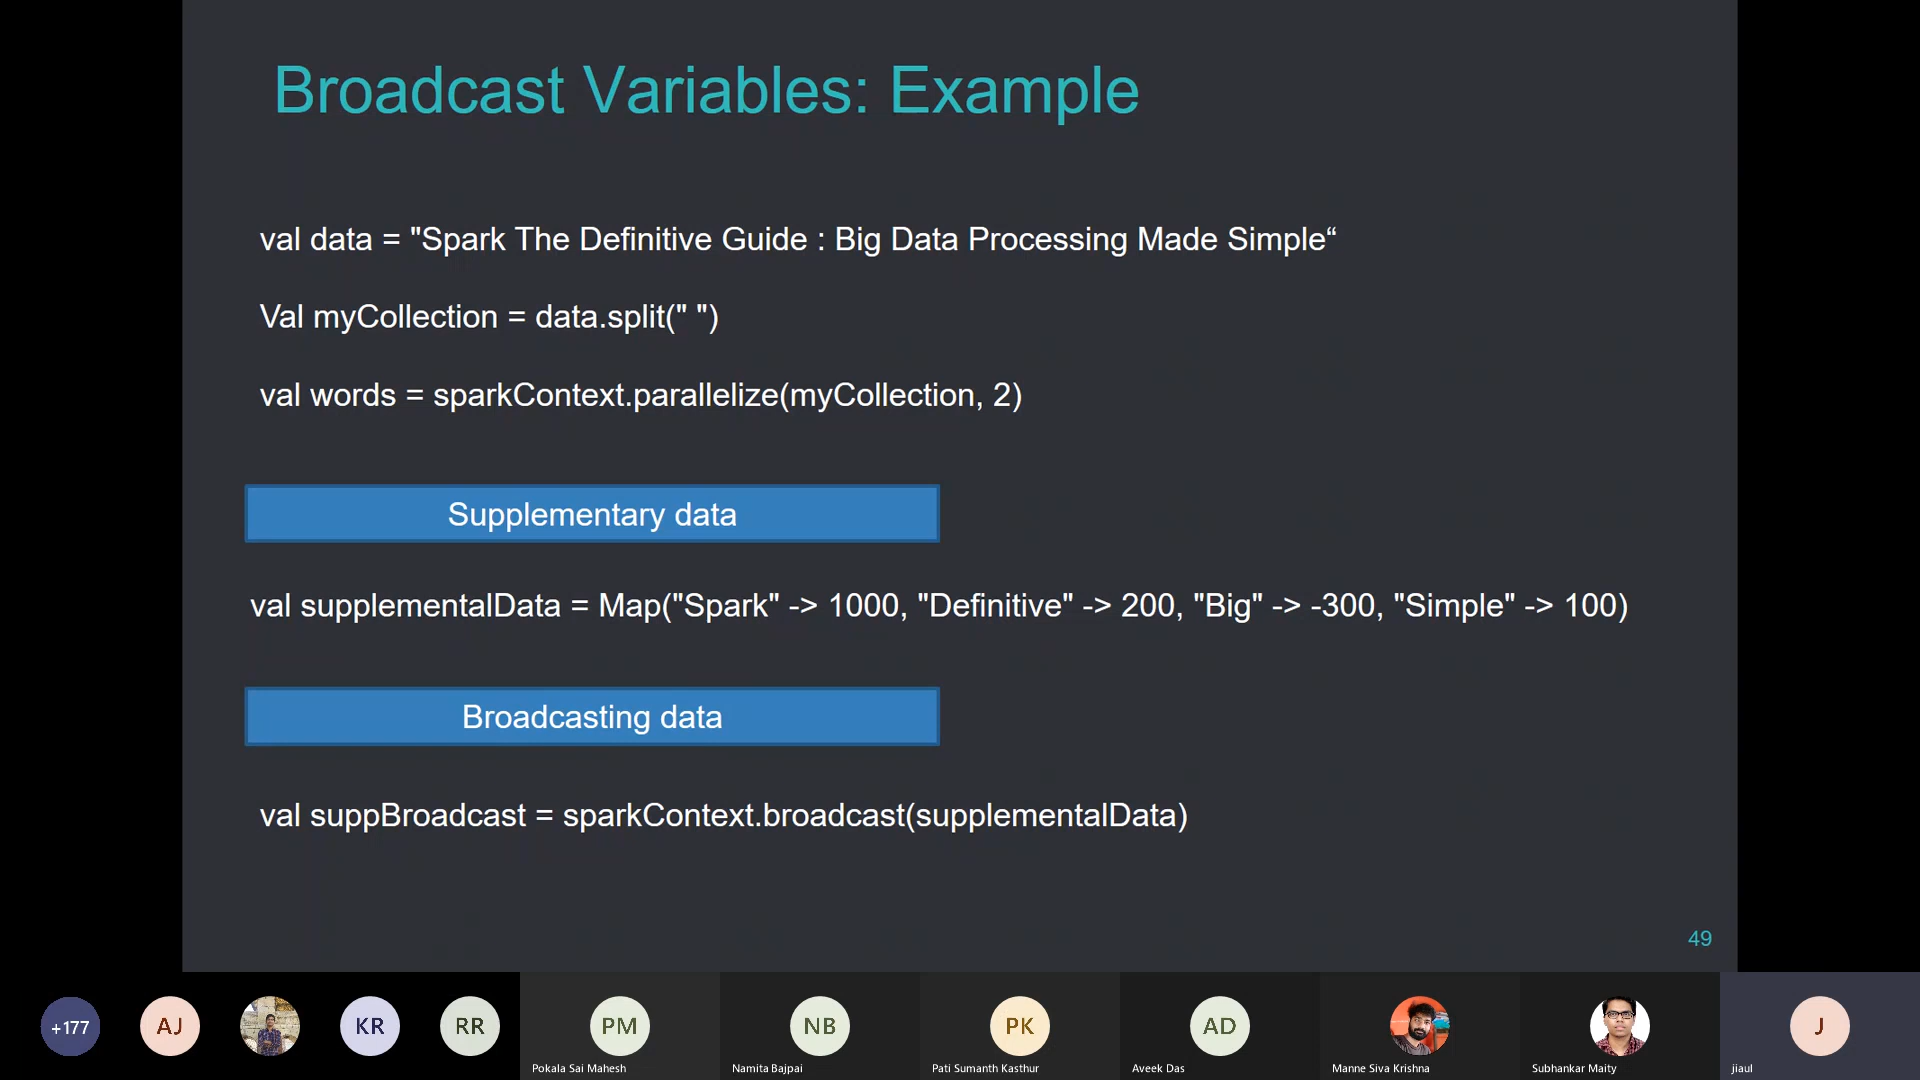 Broadcast Variables: Example
val data = "Spark The Definitive Guide : Big Data Processing Made Simple“
Val myCollection = data.split(" ")
val words = sparkContext.parallelize(myCollection, 2)
Supplementary data
val supplementalData = Map("Spark" -> 1000, "Definitive" -> 200, "Big" -> -300, "Simple" -> 100)
Broadcasting data
val suppBroadcast = sparkContext.broadcast(supplementalData)
49
+177 AJ KR RR PM NB PK AD J
Pokala Sai Mahesh Namita Bajpai Pati Sumanth Kasthur Aveek Das Manne Siva Krishna Subhankar Maity jiaul